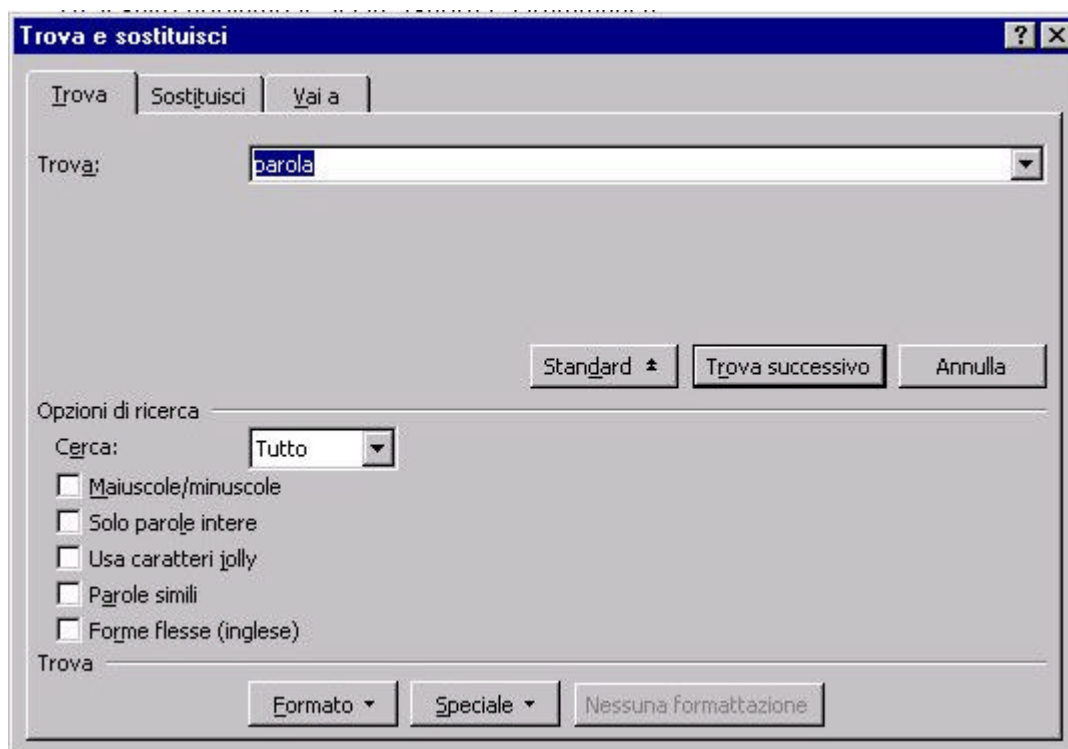 Trova e sostituisci
Trova Sostituisci Vai a
Trova: parola
Standard Trova successivo Annulla
Opzioni di ricerca
Cerca: Tutto
Maiuscole/minuscole
Solo parole intere
Usa caratteri jolly
Parole simili
Forme flesse (inglese)
Trova
Formato Speciale Nessuna formattazione